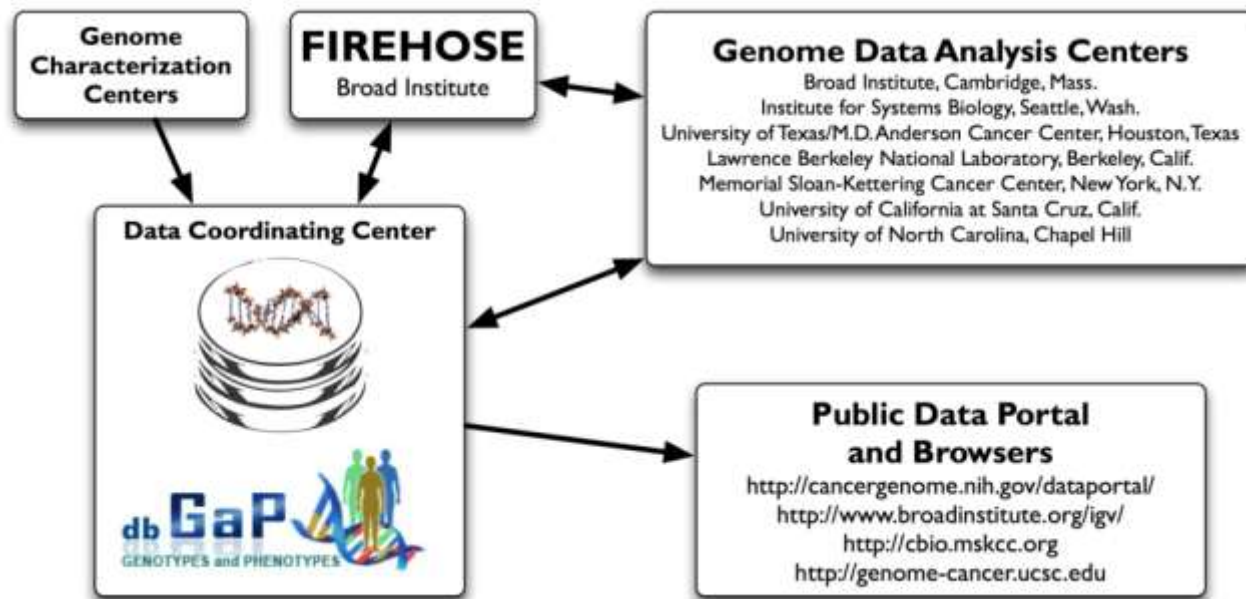 Genome
Characterization
Centers
FIREHOSE
Broad Institute
Genome Data Analysis Centers
Broad Institute, Cambridge, Mass.
Institute for Systems Biology, Seattle, Wash.
University of Texas/M.D. Anderson Cancer Center, Houston, Texas
Lawrence Berkeley National Laboratory, Berkeley, Calif.
Memorial Sloan-Kettering Cancer Center, New York, N.Y.
University of California at Santa Cruz, Calif.
University of North Carolina, Chapel Hill
Data Coordinating Center
db GaP
GENOTYPES and PHENOTYPES
Public Data Portal
and Browsers
http://cancergenome.nih.gov/dataportal/
http://www.broadinstitute.org/igv/
http://cbio.mskcc.org
http://genome-cancer.ucsc.edu